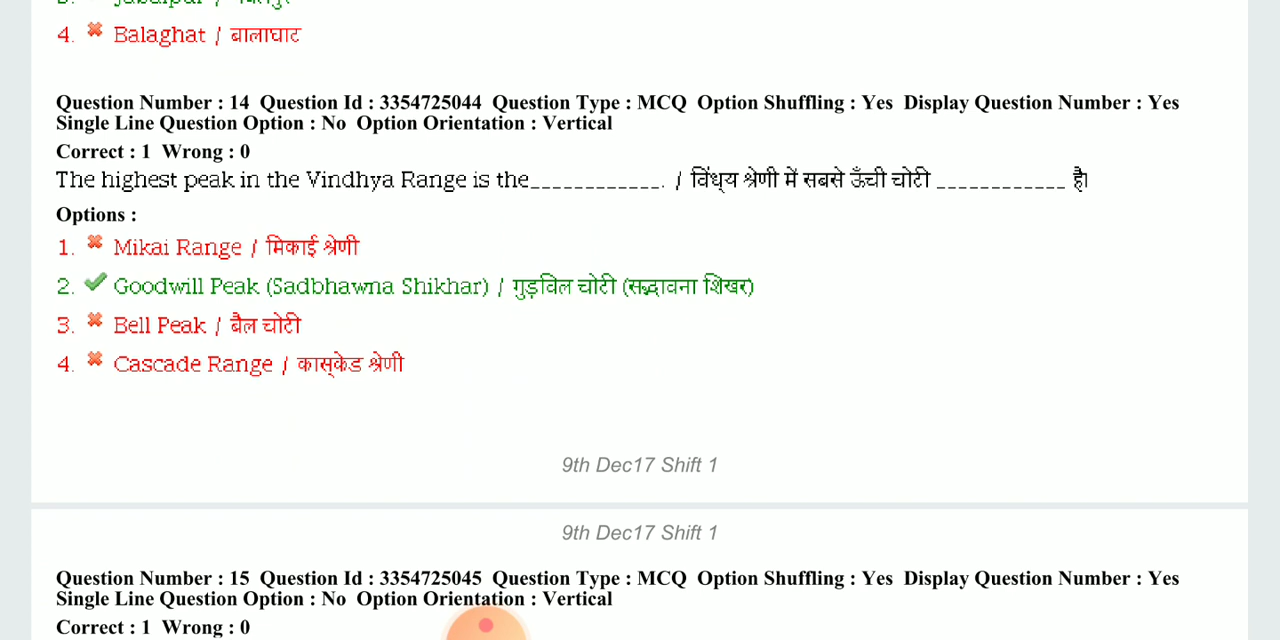 4. Balaghat / बालाघाट
Question Number : 14 Question Id : 3354725044 Question Type : MCQ Option Shuffling : Yes Display Question Number : Yes
Single Line Question Option : No Option Orientation : Vertical
Correct : 1 Wrong : 0
The highest peak in the Vindhya Range is the____________. / विंध्य श्रेणी में सबसे ऊँची चोटी ____________ है।
Options :
1. Mikai Range / मिकाई श्रेणी
2. Goodwill Peak (Sadbhawna Shikhar) / गुडविल चोटी (सद्भावना शिखर)
3. Bell Peak / बैल चोटी
4. Cascade Range / कास्केड श्रेणी
9th Dec17 Shift 1
9th Dec17 Shift 1
Question Number : 15 Question Id : 3354725045 Question Type : MCQ Option Shuffling : Yes Display Question Number : Yes
Single Line Question Option : No Option Orientation : Vertical
Correct : 1 Wrong : 0